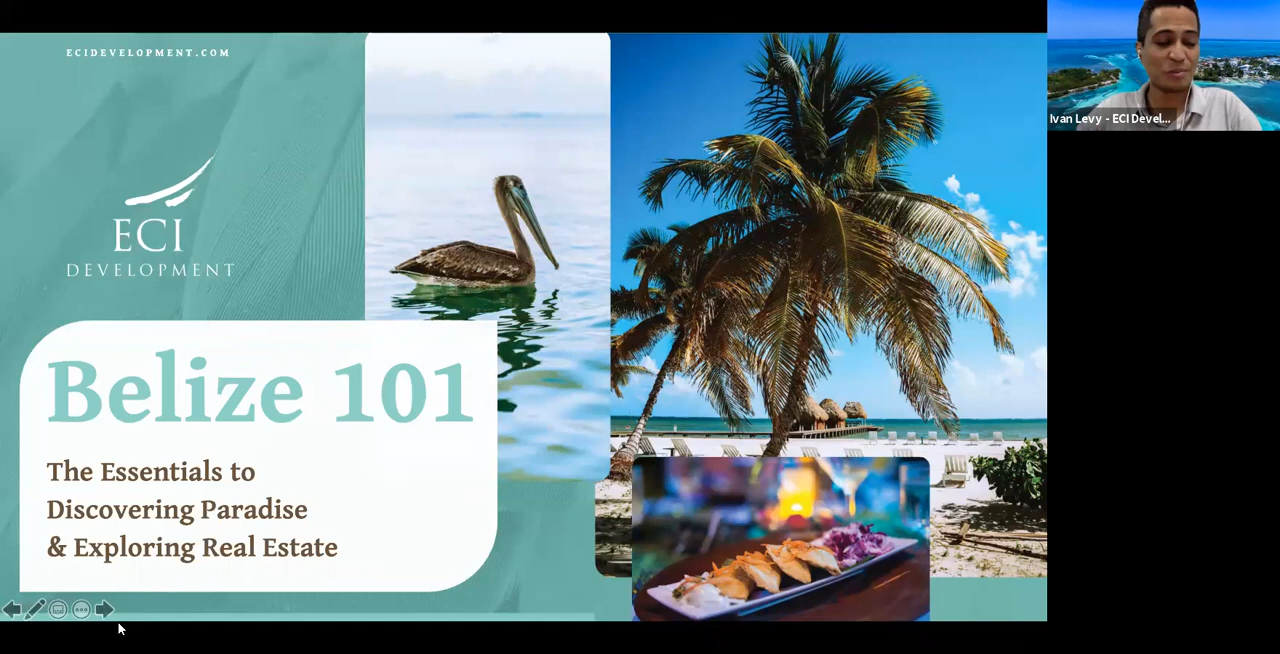 ECIDEVELOPMENT.COM
ECI
DEVELOPMENT
Belize 101
The Essentials to
Discovering Paradise
& Exploring Real Estate
Ivan Levy - ECI Devel...